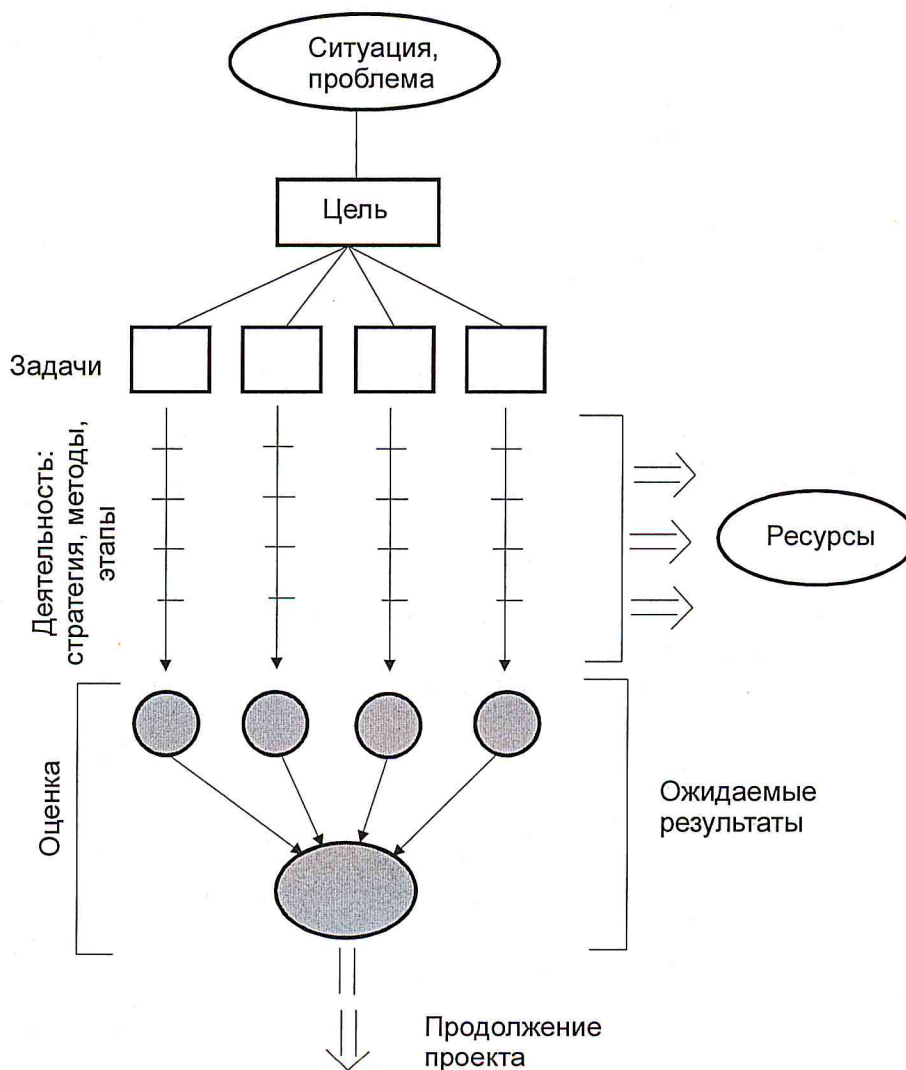 Ситуация,
проблема
Цель
Задачи
Деятельность:
стратегия, методы,
этапы
Ресурсы
Оценка
Ожидаемые
результаты
Продолжение
проекта